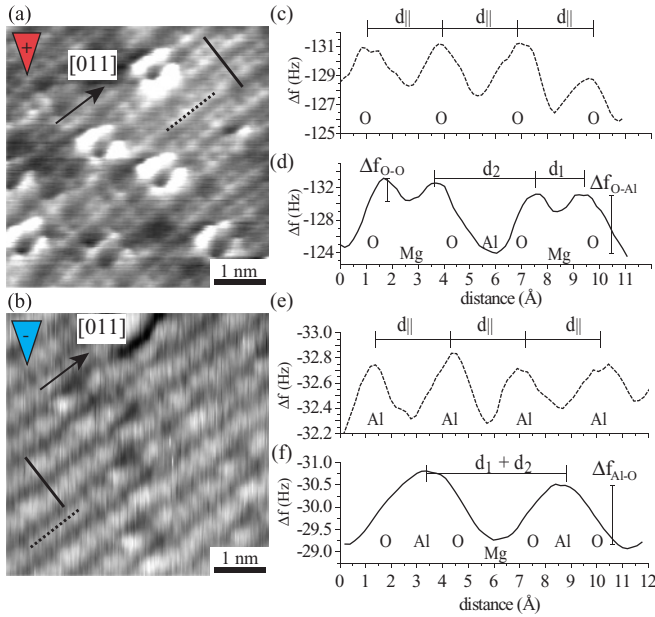 (a)
+
[011]
1 nm
(b)
-
[011]
1 nm
(c)
d|| d|| d||
Δf (Hz)
-131
-129
-127
-125
O O O O
(d)
Δf (Hz)
-132
-128
-124
Δf O-O
d2
d1
Δf O-Al
O Mg O Al O Mg O
0 1 2 3 4 5 6 7 8 9 10 11
distance (Å)
(e)
d|| d|| d||
Δf (Hz)
-33.0
-32.8
-32.6
-32.4
32.2
Al Al Al Al
(f)
Δf (Hz)
-31.0
-30.5
-30.0
-29.5
-29.0
d1 + d2
Δf Al-O
O Al O Mg O Al O
0 1 2 3 4 5 6 7 8 9 10 11 12
distance (Å)